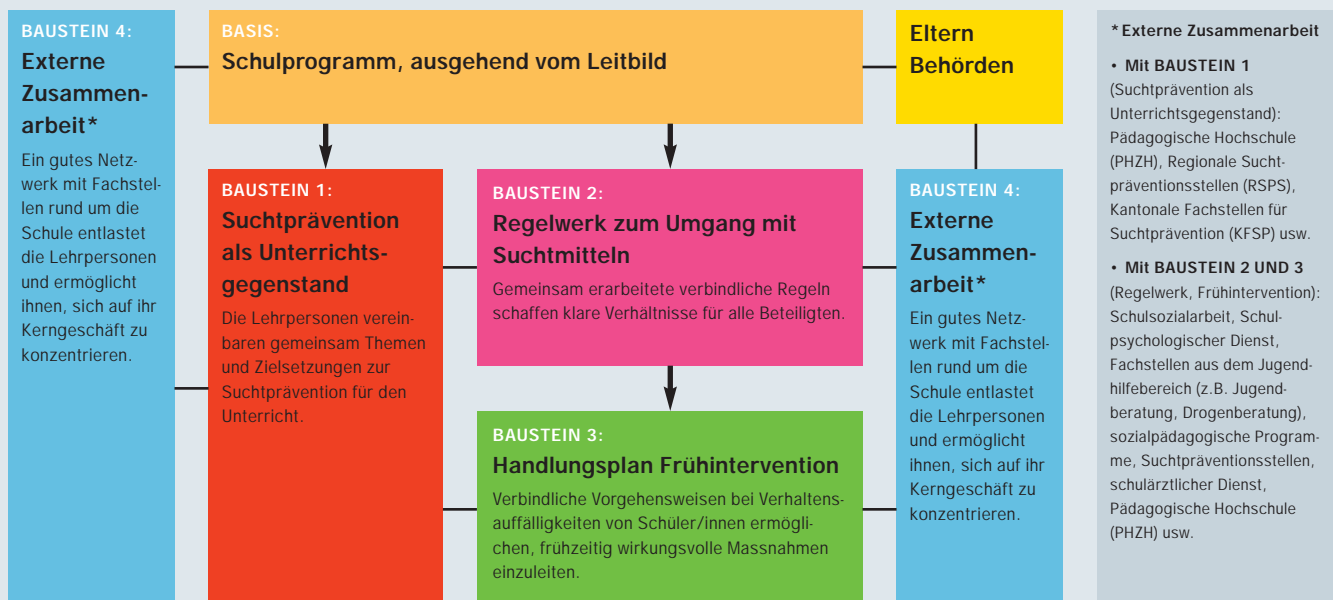 BAUSTEIN 4:
Externe
Zusammen-
arbeit*
Ein gutes Netz-
werk mit Fachstel-
len rund um die
Schule entlastet
die Lehrpersonen
und ermöglicht
ihnen, sich auf ihr
Kerngeschäft zu
konzentrieren.
BASIS:
Schulprogramm, ausgehend vom Leitbild
Eltern
Behörden
BAUSTEIN 1:
Suchtprävention
als Unterrichts-
gegenstand
Die Lehrpersonen verein-
baren gemeinsam Themen
und Zielsetzungen zur
Suchtprävention für den
Unterricht.
BAUSTEIN 2:
Regelwerk zum Umgang mit
Suchtmitteln
Gemeinsam erarbeitete verbindliche Regeln
schaffen klare Verhältnisse für alle Beteiligten.
BAUSTEIN 3:
Handlungsplan Frühintervention
Verbindliche Vorgehensweisen bei Verhaltens-
auffälligkeiten von Schüler/innen ermögli-
chen, frühzeitig wirkungsvolle Massnahmen
einzuleiten.
BAUSTEIN 4:
Externe
Zusammen-
arbeit*
Ein gutes Netz-
werk mit Fachstel-
len rund um die
Schule entlastet
die Lehrpersonen
und ermöglicht
ihnen, sich auf ihr
Kerngeschäft zu
konzentrieren.
* Externe Zusammenarbeit
• Mit BAUSTEIN 1
(Suchtprävention als
Unterrichtsgegenstand):
Pädagogische Hochschule
(PHZH), Regionale Sucht-
präventionsstellen (RSPS),
Kantonale Fachstellen für
Suchtprävention (KFSP) usw.
• Mit BAUSTEIN 2 UND 3
(Regelwerk, Frühintervention):
Schulsozialarbeit, Schul-
psychologischer Dienst,
Fachstellen aus dem Jugend-
hilfebereich (z.B. Jugend-
beratung, Drogenberatung),
sozialpädagogische Program-
me, Suchtpräventionsstellen,
schulärztlicher Dienst,
Pädagogische Hochschule
(PHZH) usw.